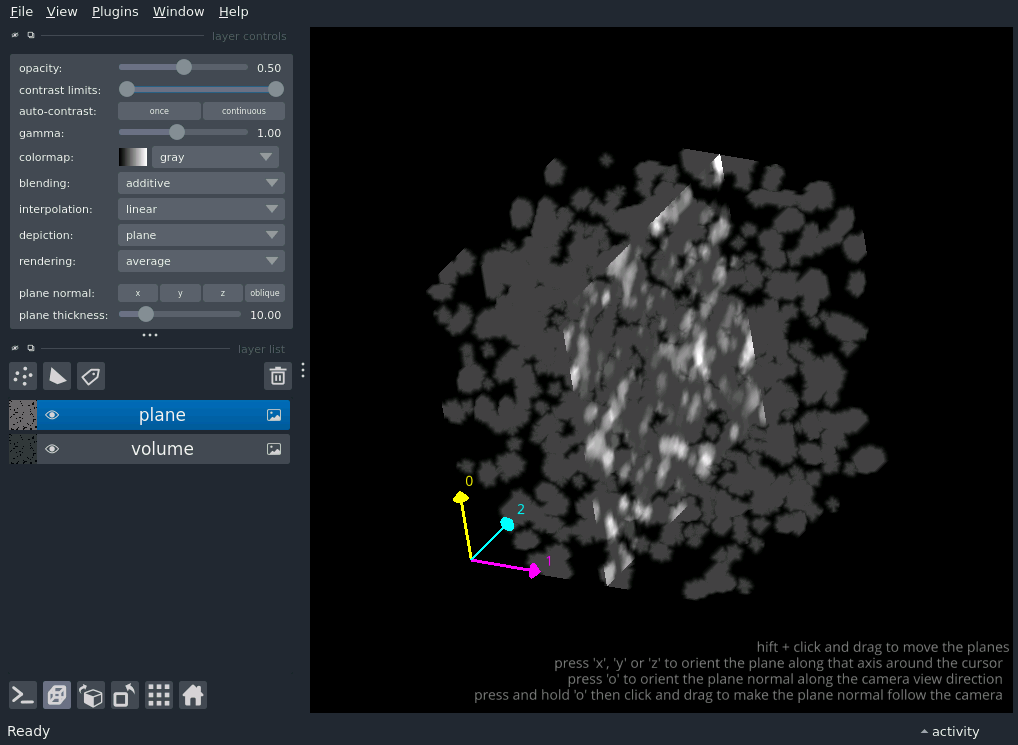 File View Plugins Window Help
layer controls
opacity: 0.50
contrast limits:
auto-contrast: once continuous
gamma: 1.00
colormap: gray
blending: additive
interpolation: linear
depiction: plane
rendering: average
plane normal: x y z oblique
plane thickness: 10.00
layer list
plane
volume
0
2
1
hift + click and drag to move the planes
press 'x', 'y' or 'z' to orient the plane along that axis around the cursor
press 'o' to orient the plane normal along the camera view direction
press and hold 'o' then click and drag to make the plane normal follow the camera
Ready activity